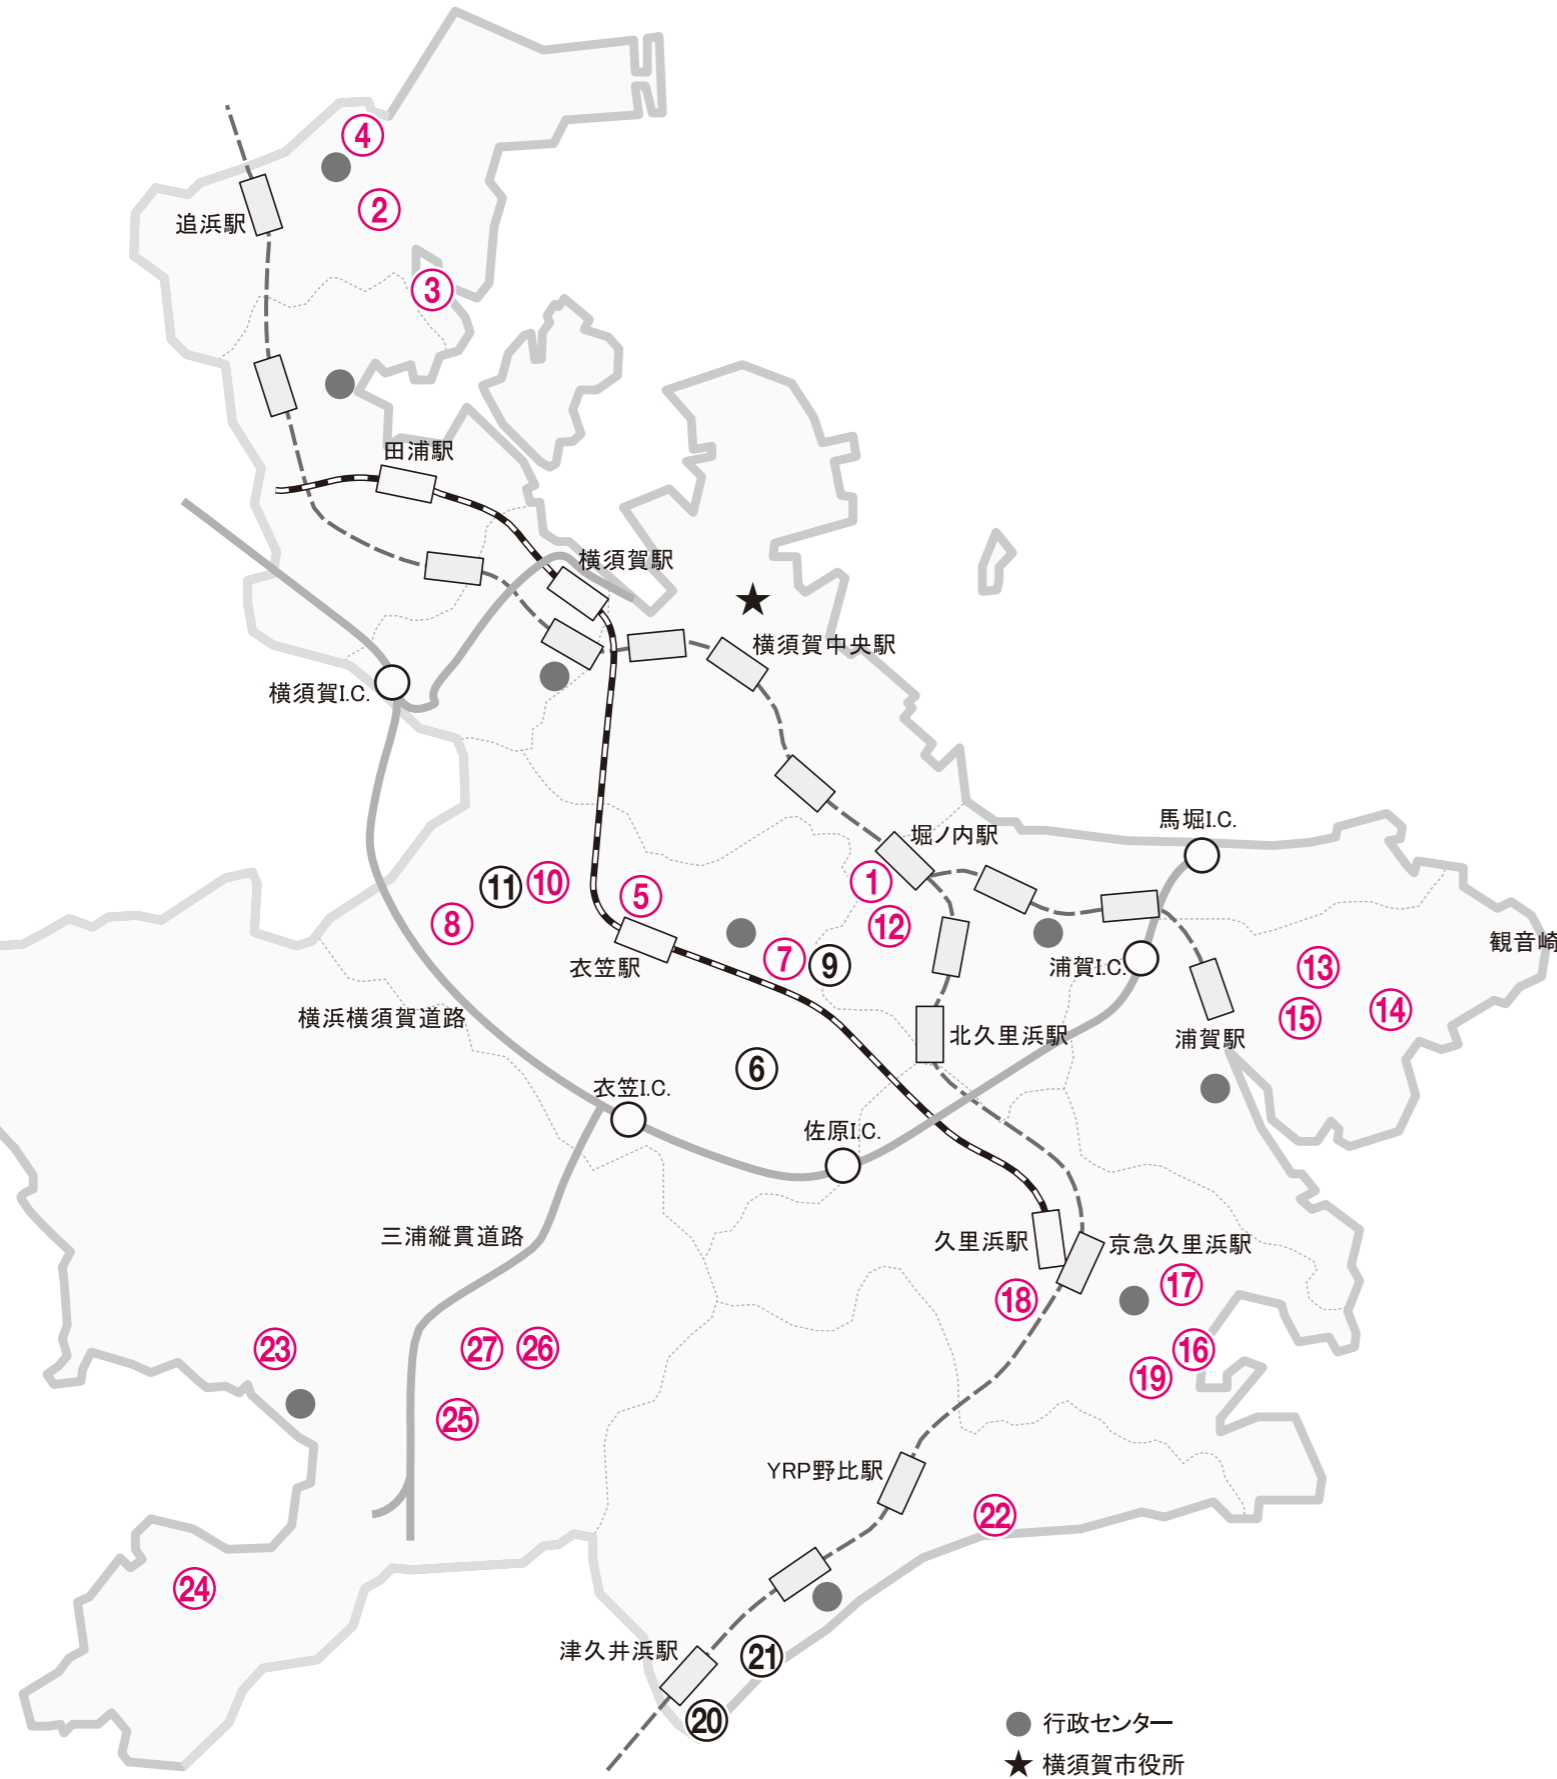 ④
②
追浜駅
③
田浦駅
横須賀駅
★
横須賀中央駅
横須賀I.C.
馬堀I.C.
堀ノ内駅
⑪
⑩
⑤
①
⑧
⑫
観音崎
衣笠駅
⑦
⑨
浦賀I.C.
⑬
横浜横須賀道路
⑮
⑭
北久里浜駅
浦賀駅
⑥
衣笠I.C.
佐原I.C.
三浦縦貫道路
久里浜駅
京急久里浜駅
⑱
⑰
㉓
㉗
㉖
⑯
⑲
㉕
YRP野比駅
㉒
㉔
津久井浜駅
㉑
⑳
● 行政センター
★ 横須賀市役所